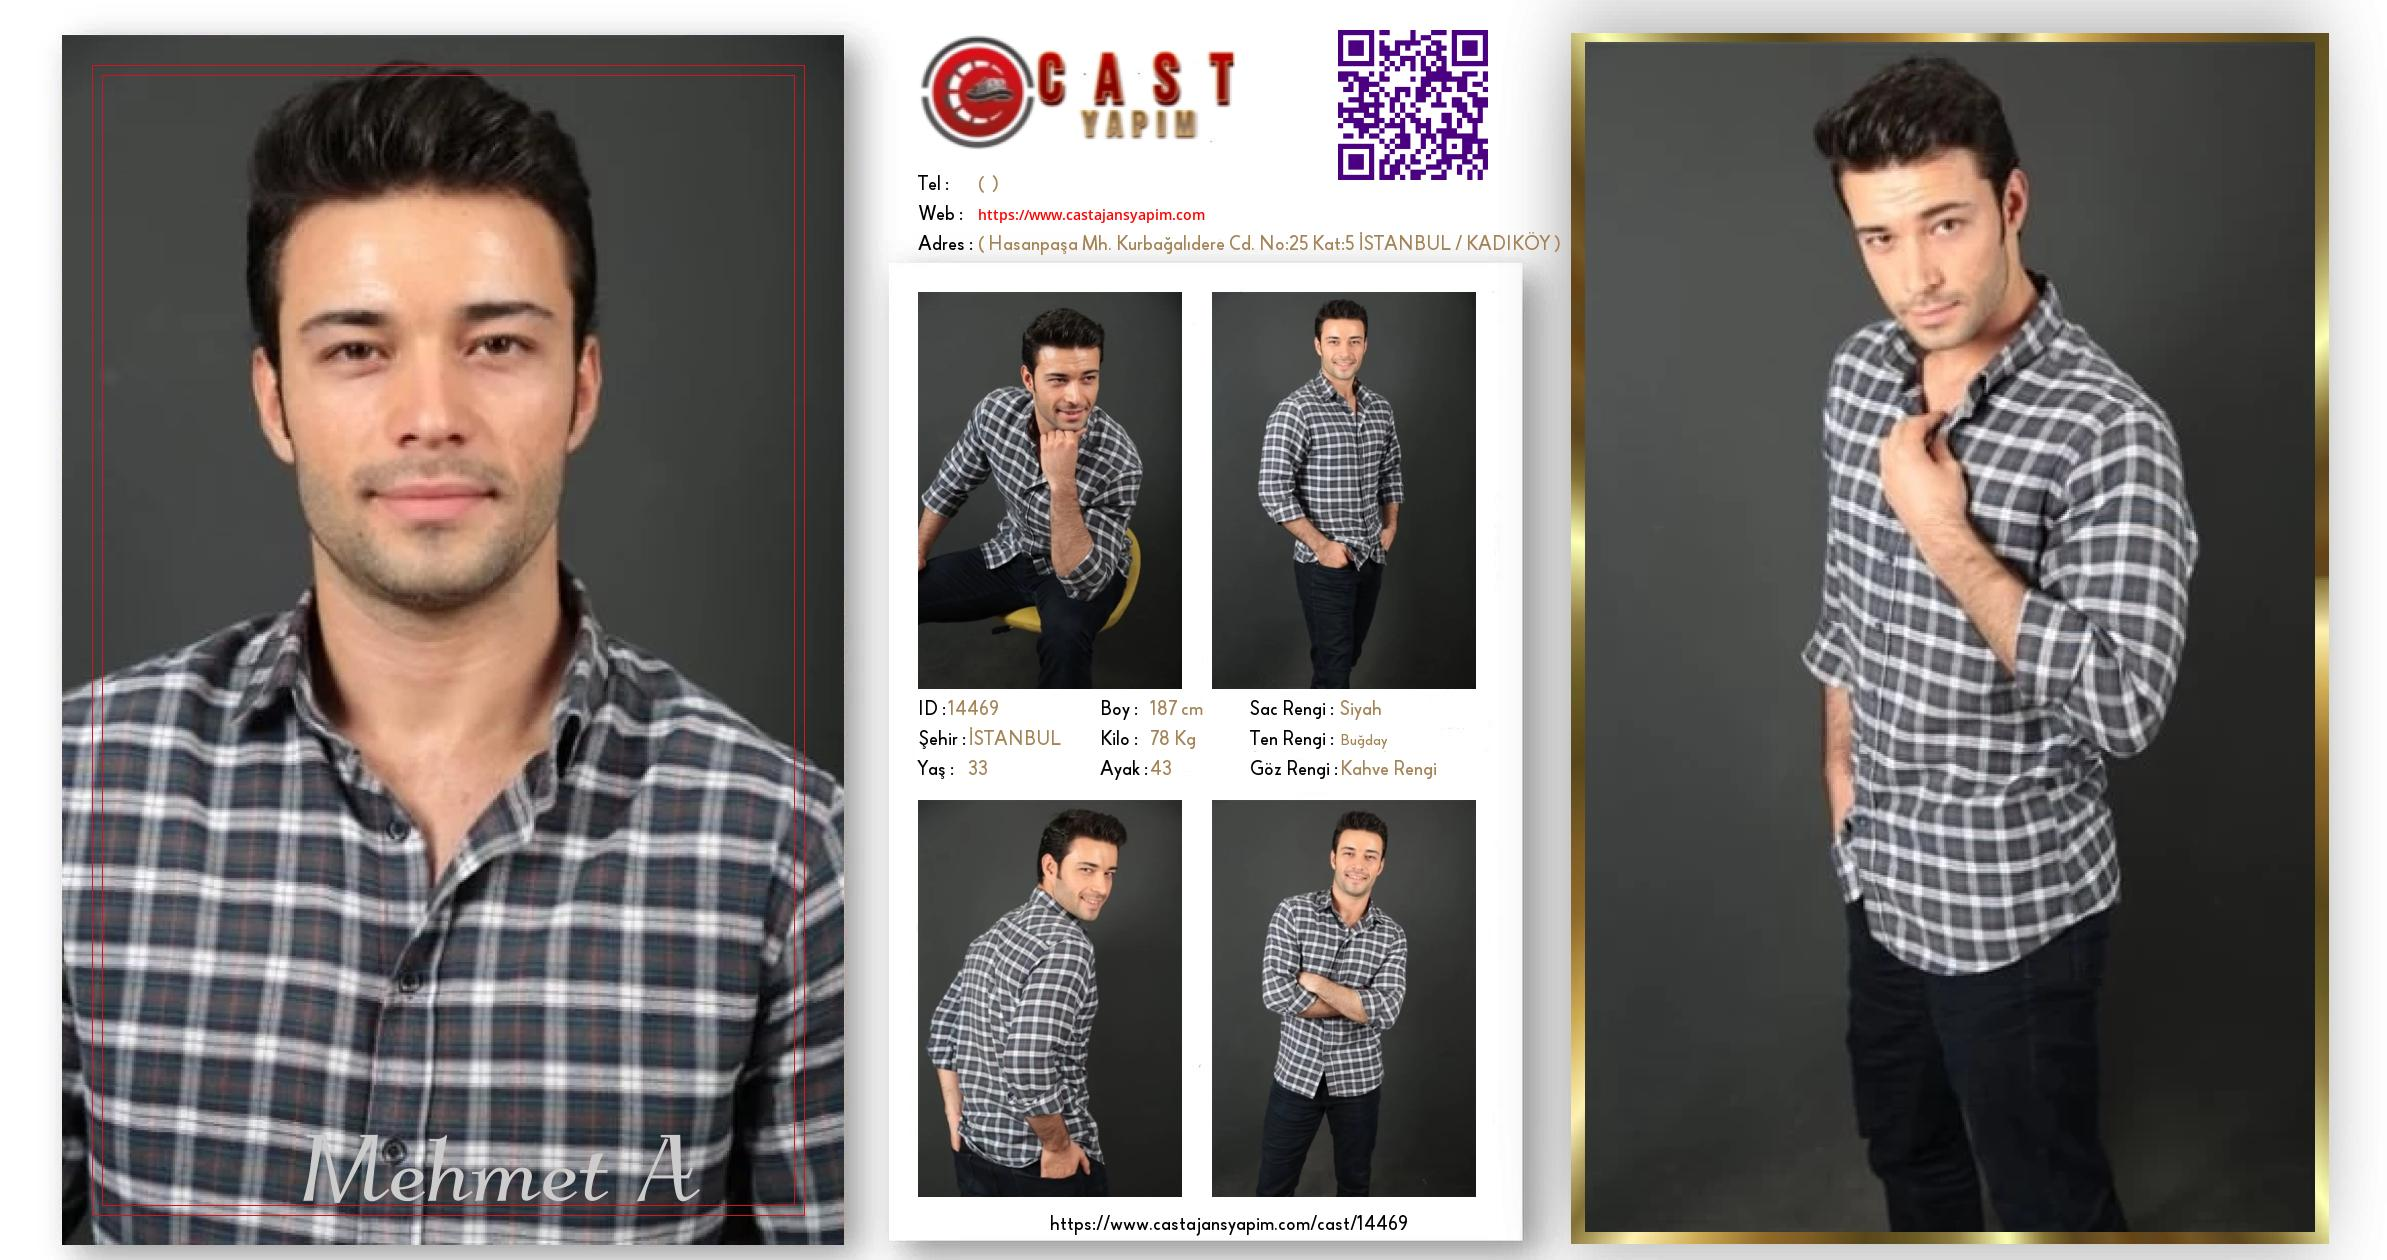 CAST
YAPIM
Tel : ( )
Web : https://www.castajansyapim.com
Adres : ( Hasanpaşa Mh. Kurbağalıdere Cd. No:25 Kat:5 İSTANBUL / KADIKÖY )
ID : 14469 Boy : 187 cm Sac Rengi : Siyah
Şehir : İSTANBUL Kilo : 78 Kg Ten Rengi : Buğday
Yaş : 33 Ayak : 43 Göz Rengi : Kahve Rengi
Mehmet A
https://www.castajansyapim.com/cast/14469